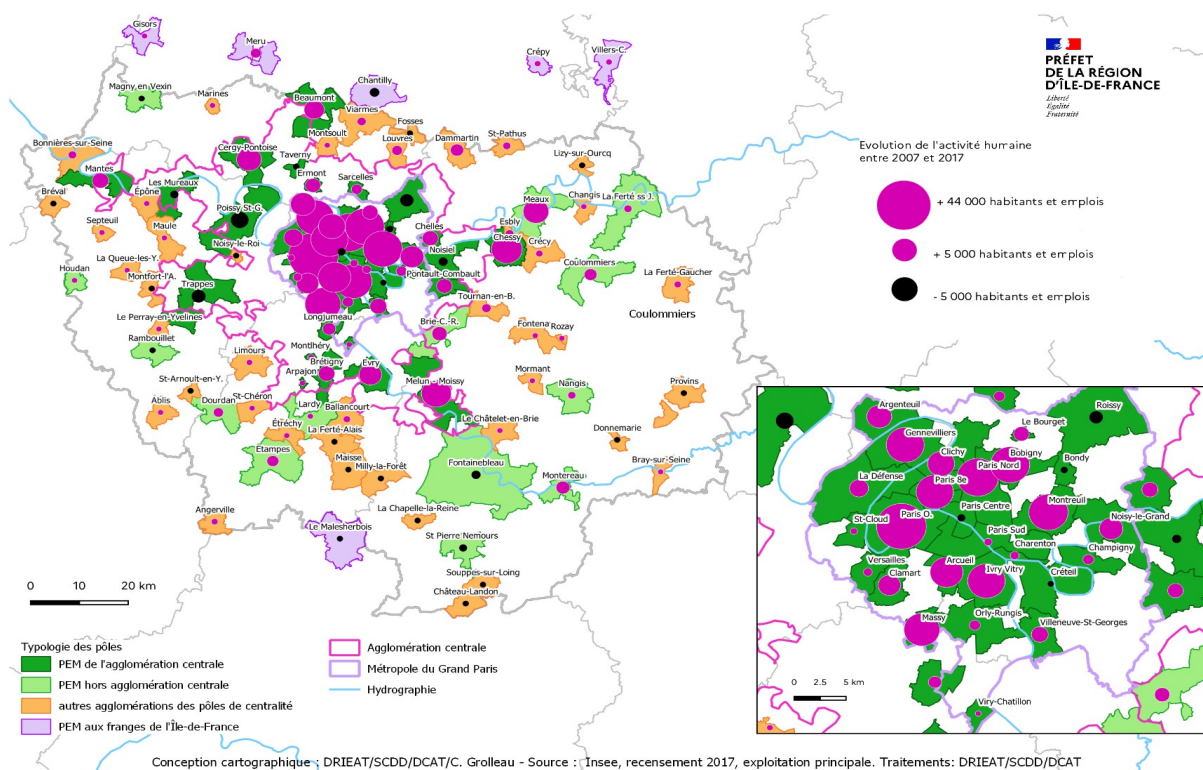 Gisors
Meru
Crépy
Villers-C.
Chantilly
Magny en Vexin
Marines
Beaumont
Viarmes
Fosses
Montsoult
Louvres
Dammartin
St-Pathus
Bonnières-sur-Seine
Cergy-Pontoise
Taverny
Lizy-sur-Ourcq
Mantes
Les Mureaux
Ermont
Sarcelles
Bréval
Épône
Poissy St-G.
Meaux
Changis
La Ferté ss J.
Septeuil
Maule
Noisy-le-Roi
Chelles
Esbly
Chessy
Crécy
Noisiel
La Queue-les-Y.
Houdan
Montfort-l'A.
Trappes
Pontault-Combault
Coulommiers
La Ferté-Gaucher
Tournan-en-B.
Coulommiers
Le Perray-en-Yvelines
Longjumeau
Brie-C.-R.
Fontena
Rozay
Rambouillet
Montlhéry
Limours
Arpajon
Brétigny
Evry
Melun - Moissy
Mormant
Nangis
Provins
St-Arnoult-en-Y.
Ablis
Dourdan
St-Chéron
Lardy
Ballancourt
Étréchy
La Ferté-Alais
Le Châtelet-en-Brie
Donnemarie
Étampes
Maisse
Milly-la-Forêt
Fontainebleau
Montereau
Bray-sur-Seine
Angerville
La Chapelle-la-Reine
Le Malesherbois
St Pierre Nemours
Souppes-sur-Loing
Château-Landon
0 10 20 km
PRÉFET
DE LA RÉGION
D'ÎLE-DE-FRANCE
Liberté
Égalité
Fraternité
Evolution de l'activité humaine
entre 2007 et 2017
+ 44 000 habitants et emplois
+ 5 000 habitants et emplois
- 5 000 habitants et emplois
Argenteuil
Le Bourget
Roissy
Gennevilliers
Clichy
Bobigny
Paris Nord
Bondy
La Défense
Paris 8e
Montreuil
St-Cloud
Paris O.
Paris Centre
Noisy-le-Grand
Paris Sud
Charenton
Champigny
Versailles
Clamart
Arcueil
Ivry Vitry
Créteil
Massy
Orly-Rungis
Villeneuve-St-Georges
0 2.5 5 km
Viry-Chatillon
Typologie des pôles
PEM de l'agglomération centrale
PEM hors agglomération centrale
autres agglomérations des pôles de centralité
PEM aux franges de l'Île-de-France
Agglomération centrale
Métropole du Grand Paris
Hydrographie
Conception cartographique : DRIEAT/SCDD/DCAT/C. Grolleau - Source : Insee, recensement 2017, exploitation principale. Traitements: DRIEAT/SCDD/DCAT